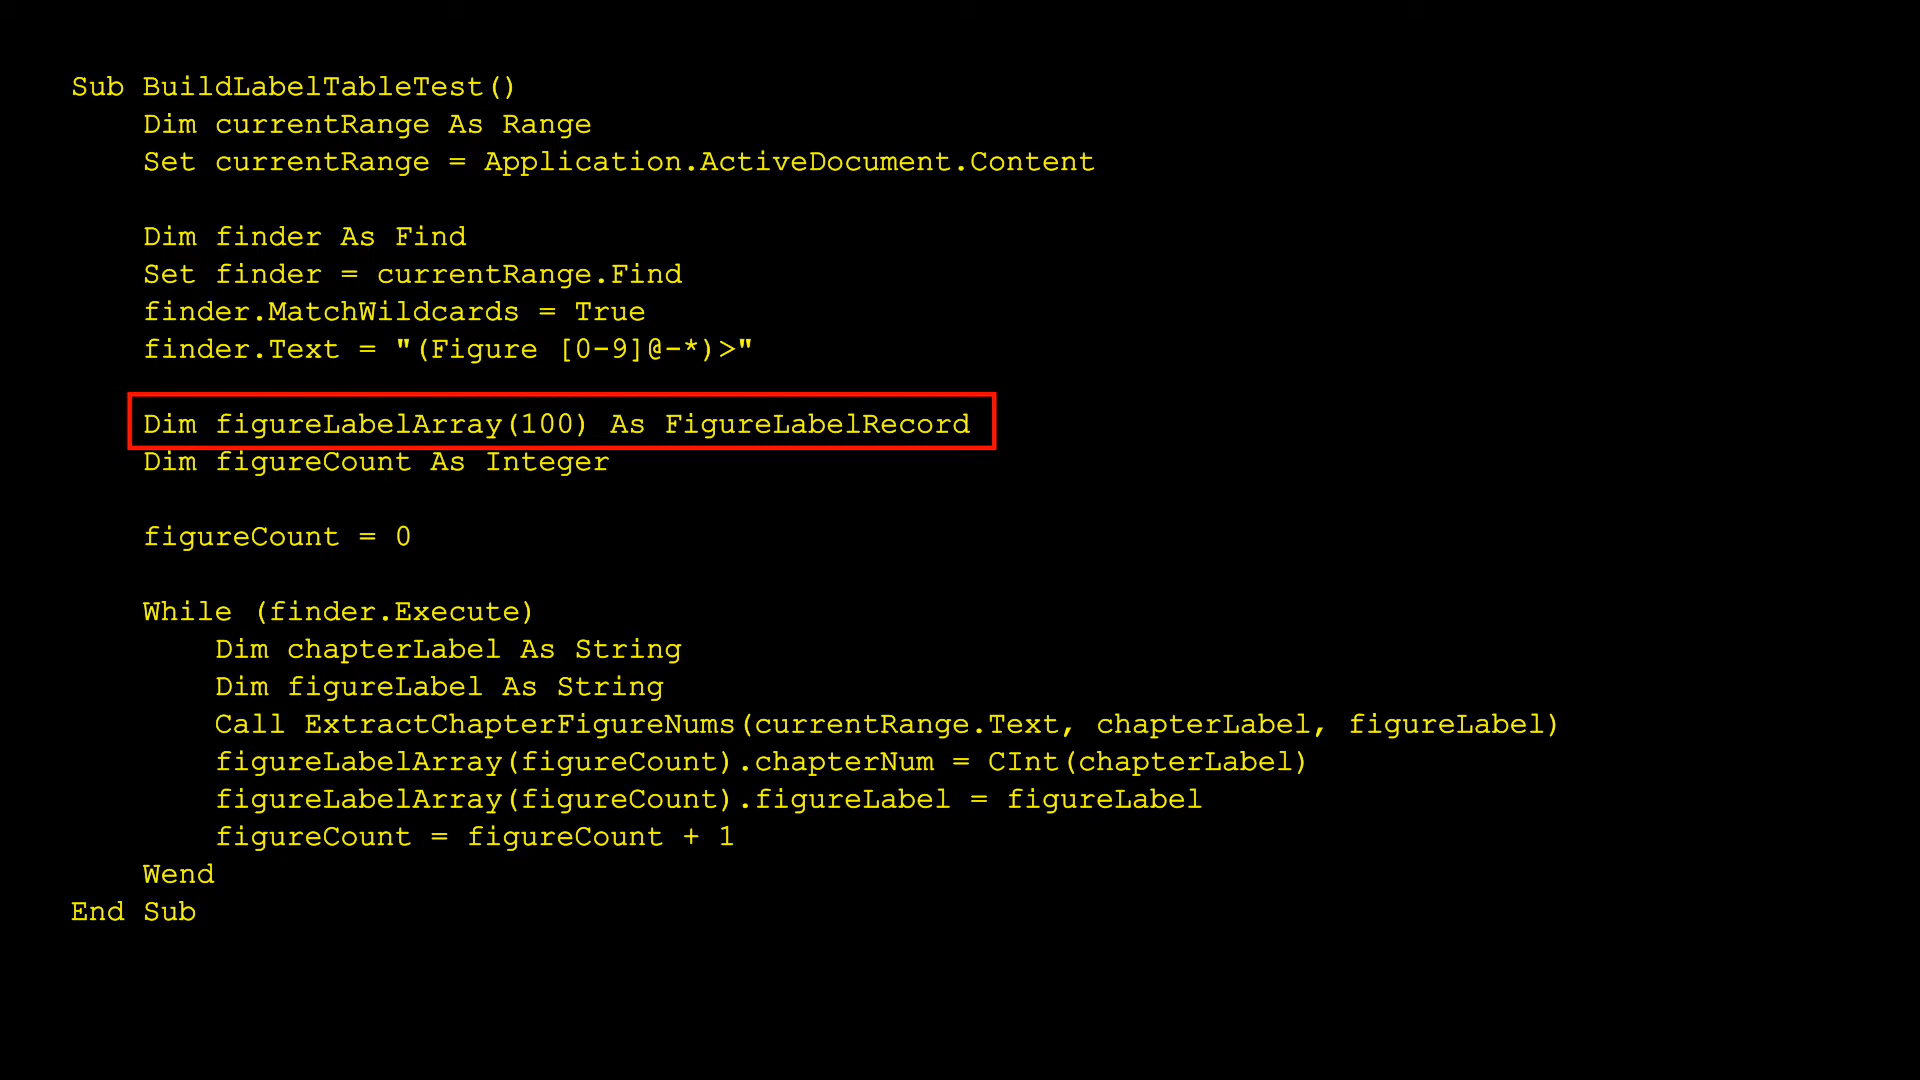 Sub BuildLabelTableTest()
    Dim currentRange As Range
    Set currentRange = Application.ActiveDocument.Content
    Dim finder As Find
    Set finder = currentRange.Find
    finder.MatchWildcards = True
    finder.Text = "(Figure [0-9]@-*)>"
    Dim figureLabelArray(100) As FigureLabelRecord
    Dim figureCount As Integer
    figureCount = 0
    While (finder.Execute)
        Dim chapterLabel As String
        Dim figureLabel As String
        Call ExtractChapterFigureNums(currentRange.Text, chapterLabel, figureLabel)
        figureLabelArray(figureCount).chapterNum = CInt(chapterLabel)
        figureLabelArray(figureCount).figureLabel = figureLabel
        figureCount = figureCount + 1
    Wend
End Sub